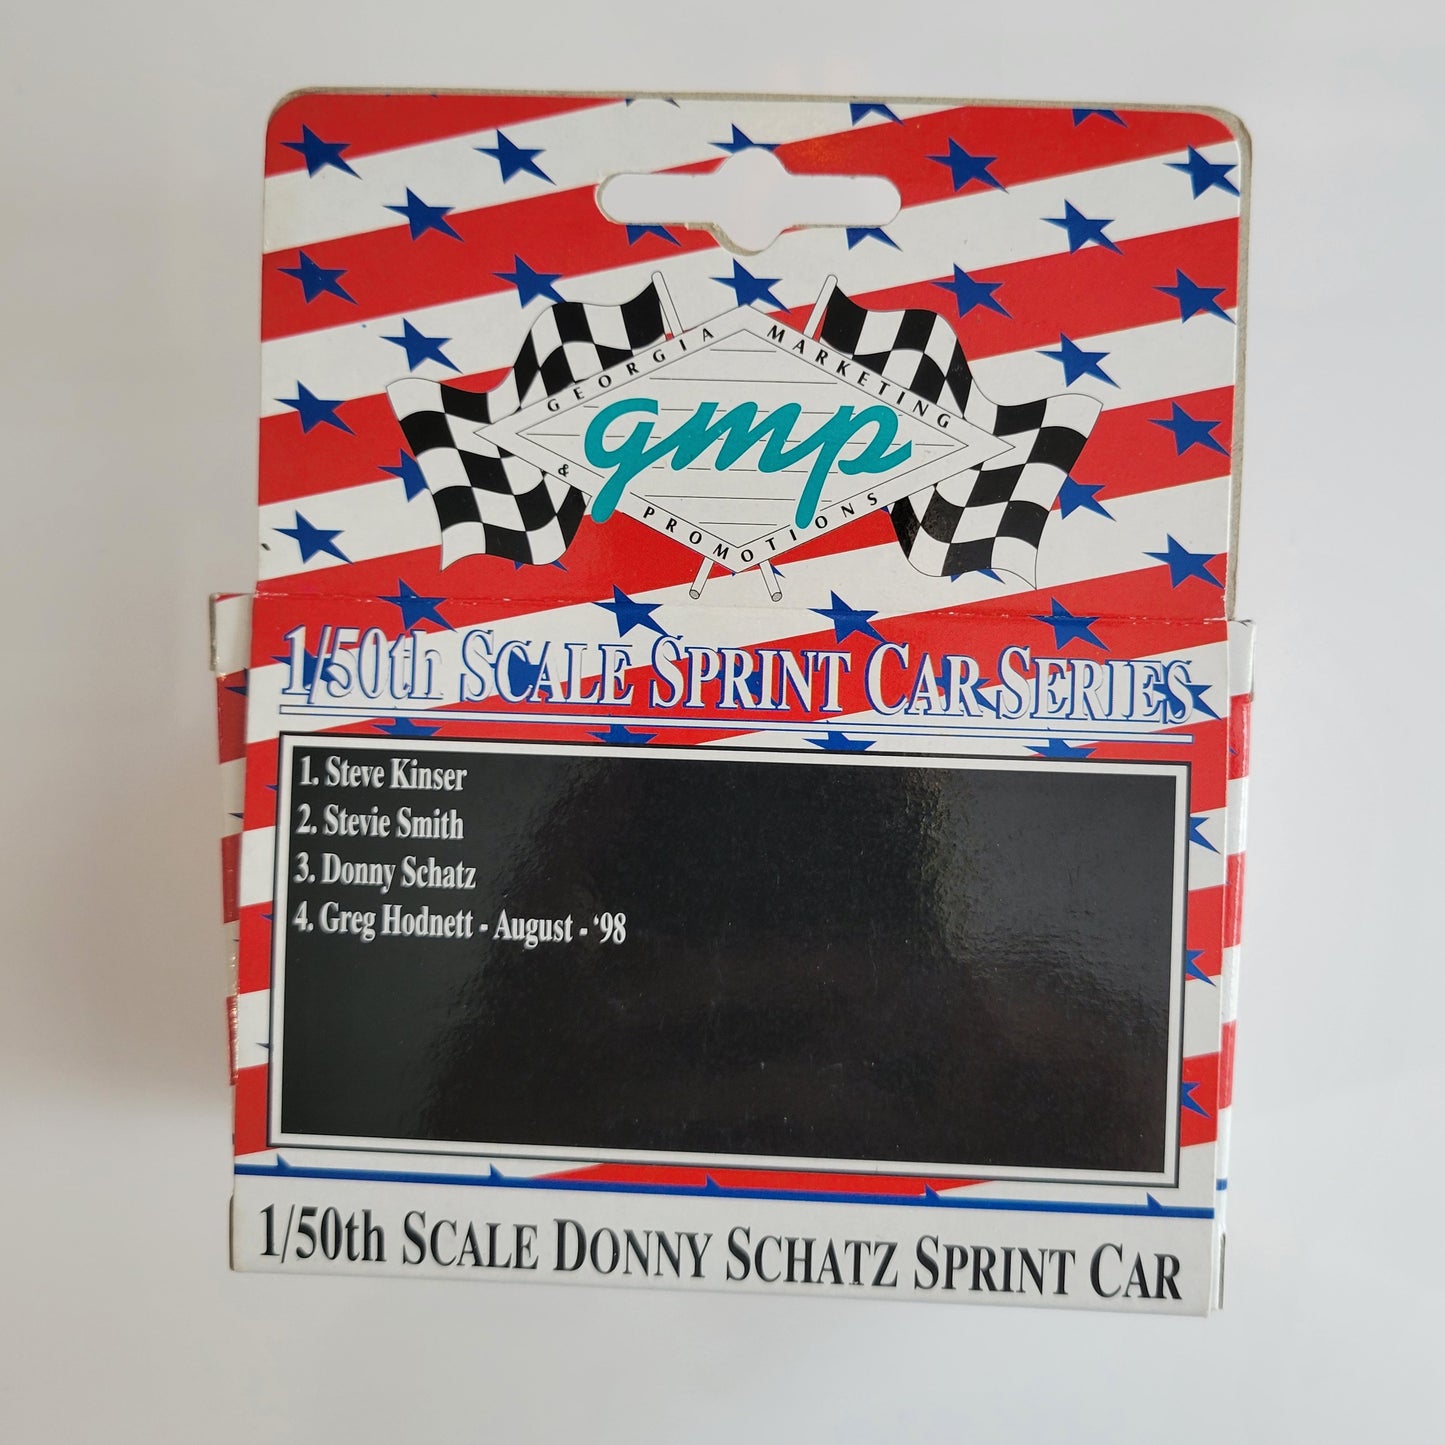 GEORGIA MARKETING
gmp
& PROMOTIONS
1/50th SCALE SPRINT CAR SERIES
1. Steve Kinser
2. Stevie Smith
3. Donny Schatz
4. Greg Hodnett - August - ‘98
1/50th SCALE DONNY SCHATZ SPRINT CAR